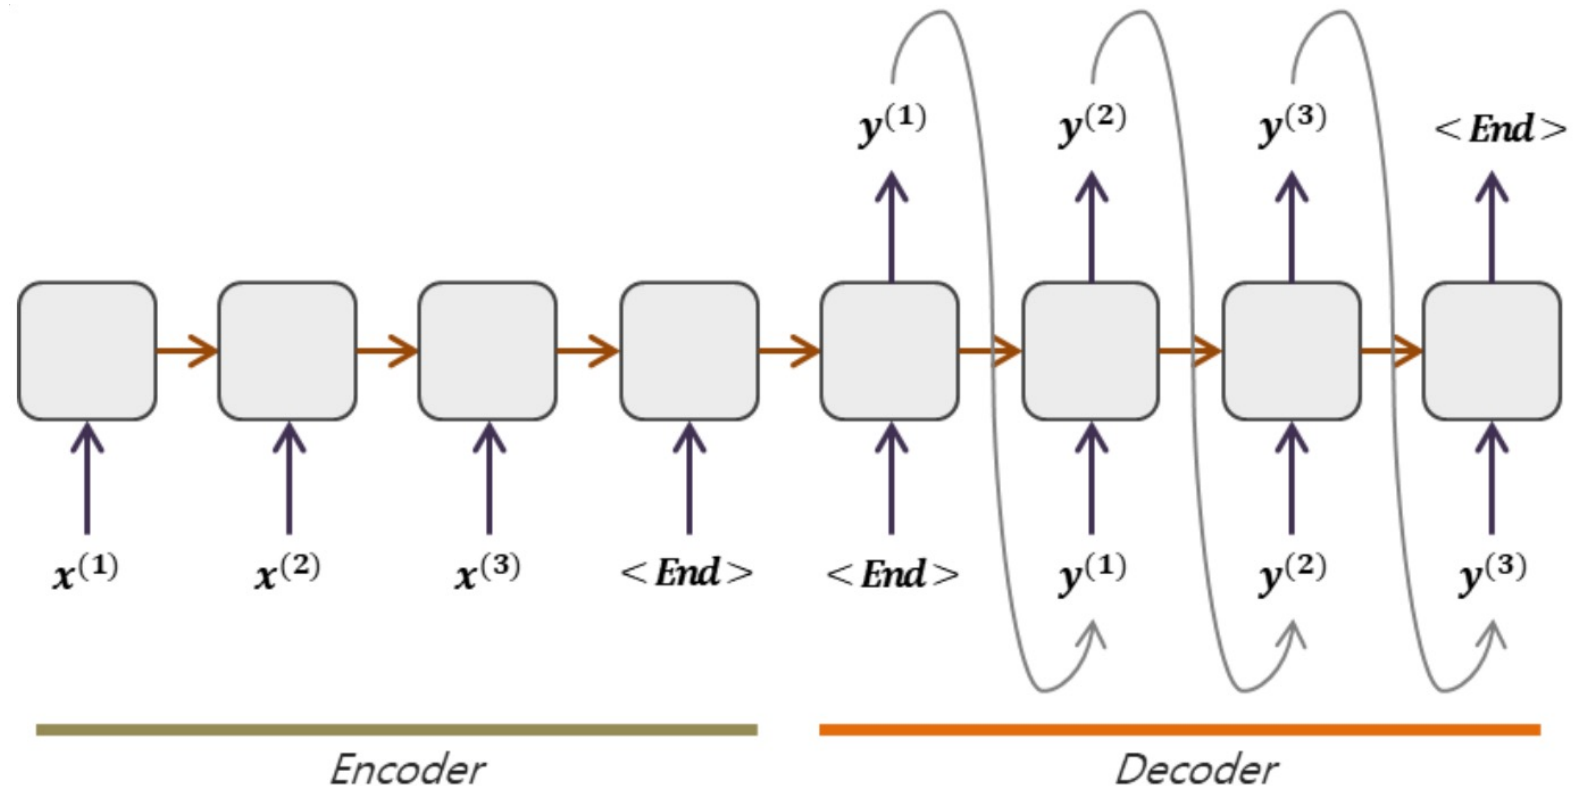 y⁽¹⁾ y⁽²⁾ y⁽³⁾ <End>
x⁽¹⁾ x⁽²⁾ x⁽³⁾ <End> <End> y⁽¹⁾ y⁽²⁾ y⁽³⁾
Encoder Decoder